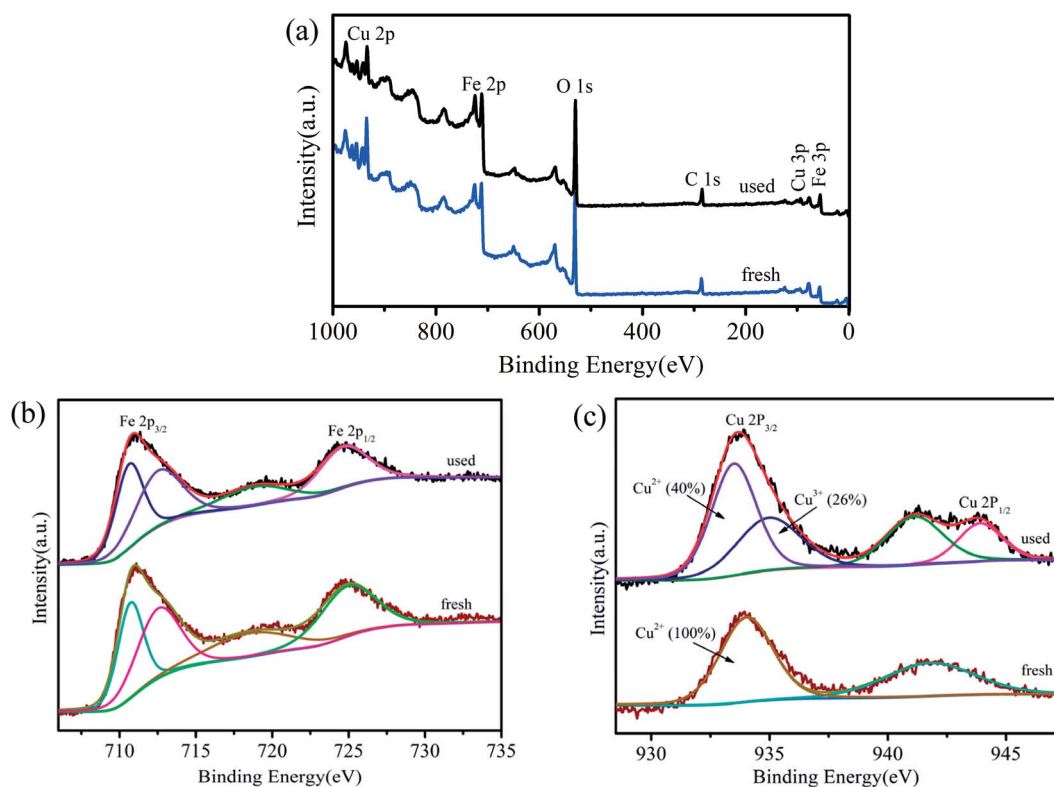 (a)
Cu 2p
Fe 2p
O 1s
C 1s
used
Cu 3p
Fe 3p
fresh
Intensity(a.u.)
1000 800 600 400 200 0
Binding Energy(eV)
(b)
Fe 2p3/2
Fe 2p1/2
used
fresh
Intensity(a.u.)
710 715 720 725 730 735
Binding Energy(eV)
(c)
Cu 2P3/2
Cu²⁺ (40%)
Cu³⁺ (26%)
Cu 2P1/2
used
Cu²⁺ (100%)
fresh
Intensity(a.u.)
930 935 940 945
Binding Energy(eV)